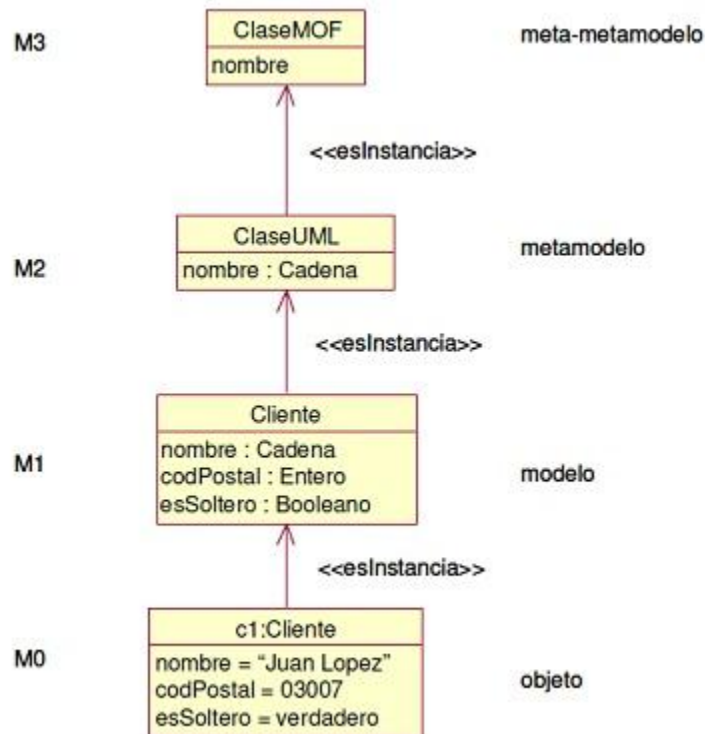 M3
ClaseMOF
nombre
meta-metamodelo
<<esInstancia>>
M2
ClaseUML
nombre : Cadena
metamodelo
<<esInstancia>>
M1
Cliente
nombre : Cadena
codPostal : Entero
esSoltero : Booleano
modelo
<<esInstancia>>
M0
c1:Cliente
nombre = “Juan Lopez”
codPostal = 03007
esSoltero = verdadero
objeto